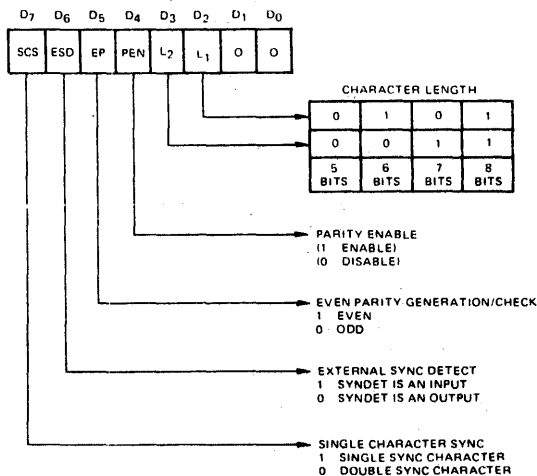 D7 D6 D5 D4 D3 D2 D1 D0
SCS ESD EP PEN L2 L1 0 0
CHARACTER LENGTH
0 1 0 1
0 0 1 1
5 BITS 6 BITS 7 BITS 8 BITS
PARITY ENABLE
(1 ENABLE)
(0 DISABLE)
EVEN PARITY GENERATION/CHECK
1 EVEN
0 ODD
EXTERNAL SYNC DETECT
1 SYNDET IS AN INPUT
0 SYNDET IS AN OUTPUT
SINGLE CHARACTER SYNC
1 SINGLE SYNC CHARACTER
0 DOUBLE SYNC CHARACTER